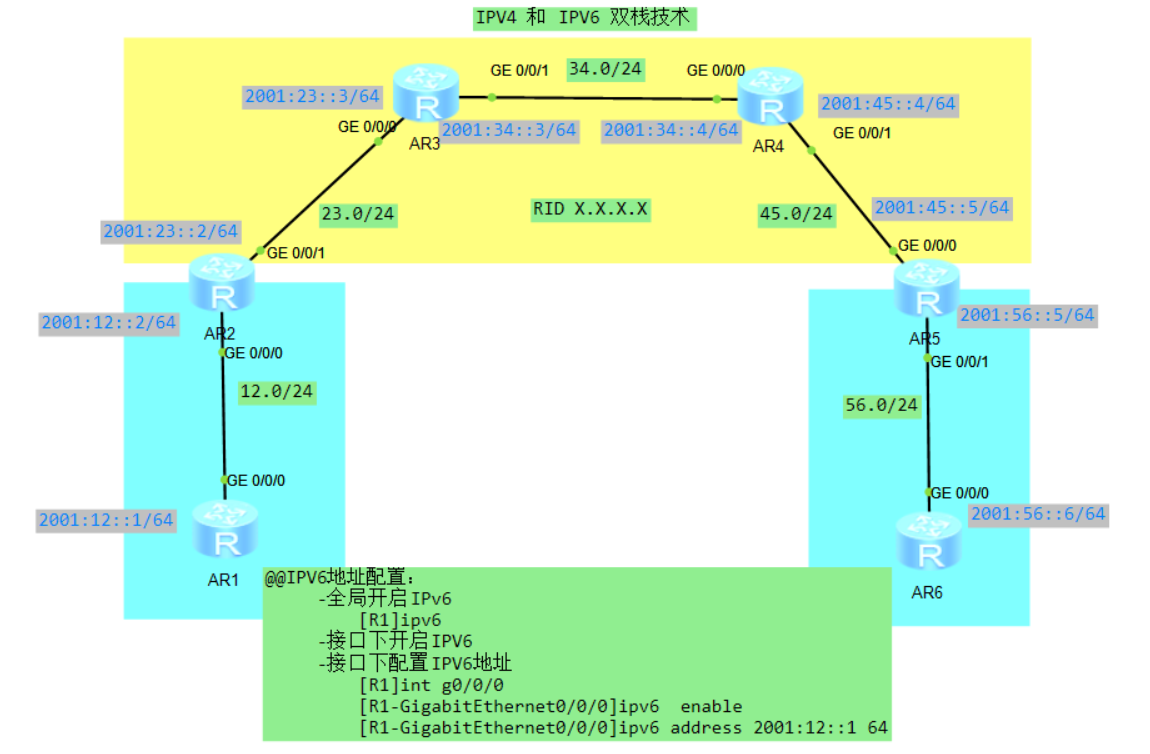 IPV4 和 IPV6 双栈技术
GE 0/0/1
34.0/24
GE 0/0/0
2001:23::3/64
2001:45::4/64
GE 0/0/0
2001:34::3/64
2001:34::4/64
GE 0/0/1
AR3
AR4
23.0/24
RID X.X.X.X
45.0/24
2001:45::5/64
2001:23::2/64
GE 0/0/1
GE 0/0/0
2001:12::2/64
AR2
2001:56::5/64
AR5
GE 0/0/0
GE 0/0/1
12.0/24
56.0/24
GE 0/0/0
GE 0/0/0
2001:12::1/64
2001:56::6/64
AR1
AR6
@@IPV6地址配置:
-全局开启IPv6
[R1]ipv6
-接口下开启IPV6
-接口下配置IPV6地址
[R1]int g0/0/0
[R1-GigabitEthernet0/0/0]ipv6 enable
[R1-GigabitEthernet0/0/0]ipv6 address 2001:12::1 64
R
R
R
R
R
R